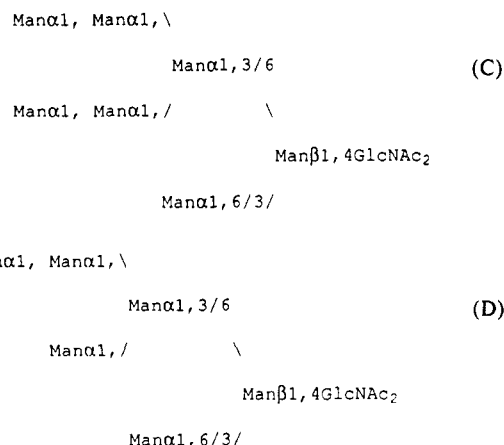 Manα1, Manα1,\
Manα1,3/6 (C)
Manα1, Manα1,/ \
Manβ1,4GlcNAc₂
Manα1,6/3/
α1, Manα1,\
Manα1,3/6 (D)
Manα1,/ \
Manβ1,4GlcNAc₂
Manα1,6/3/